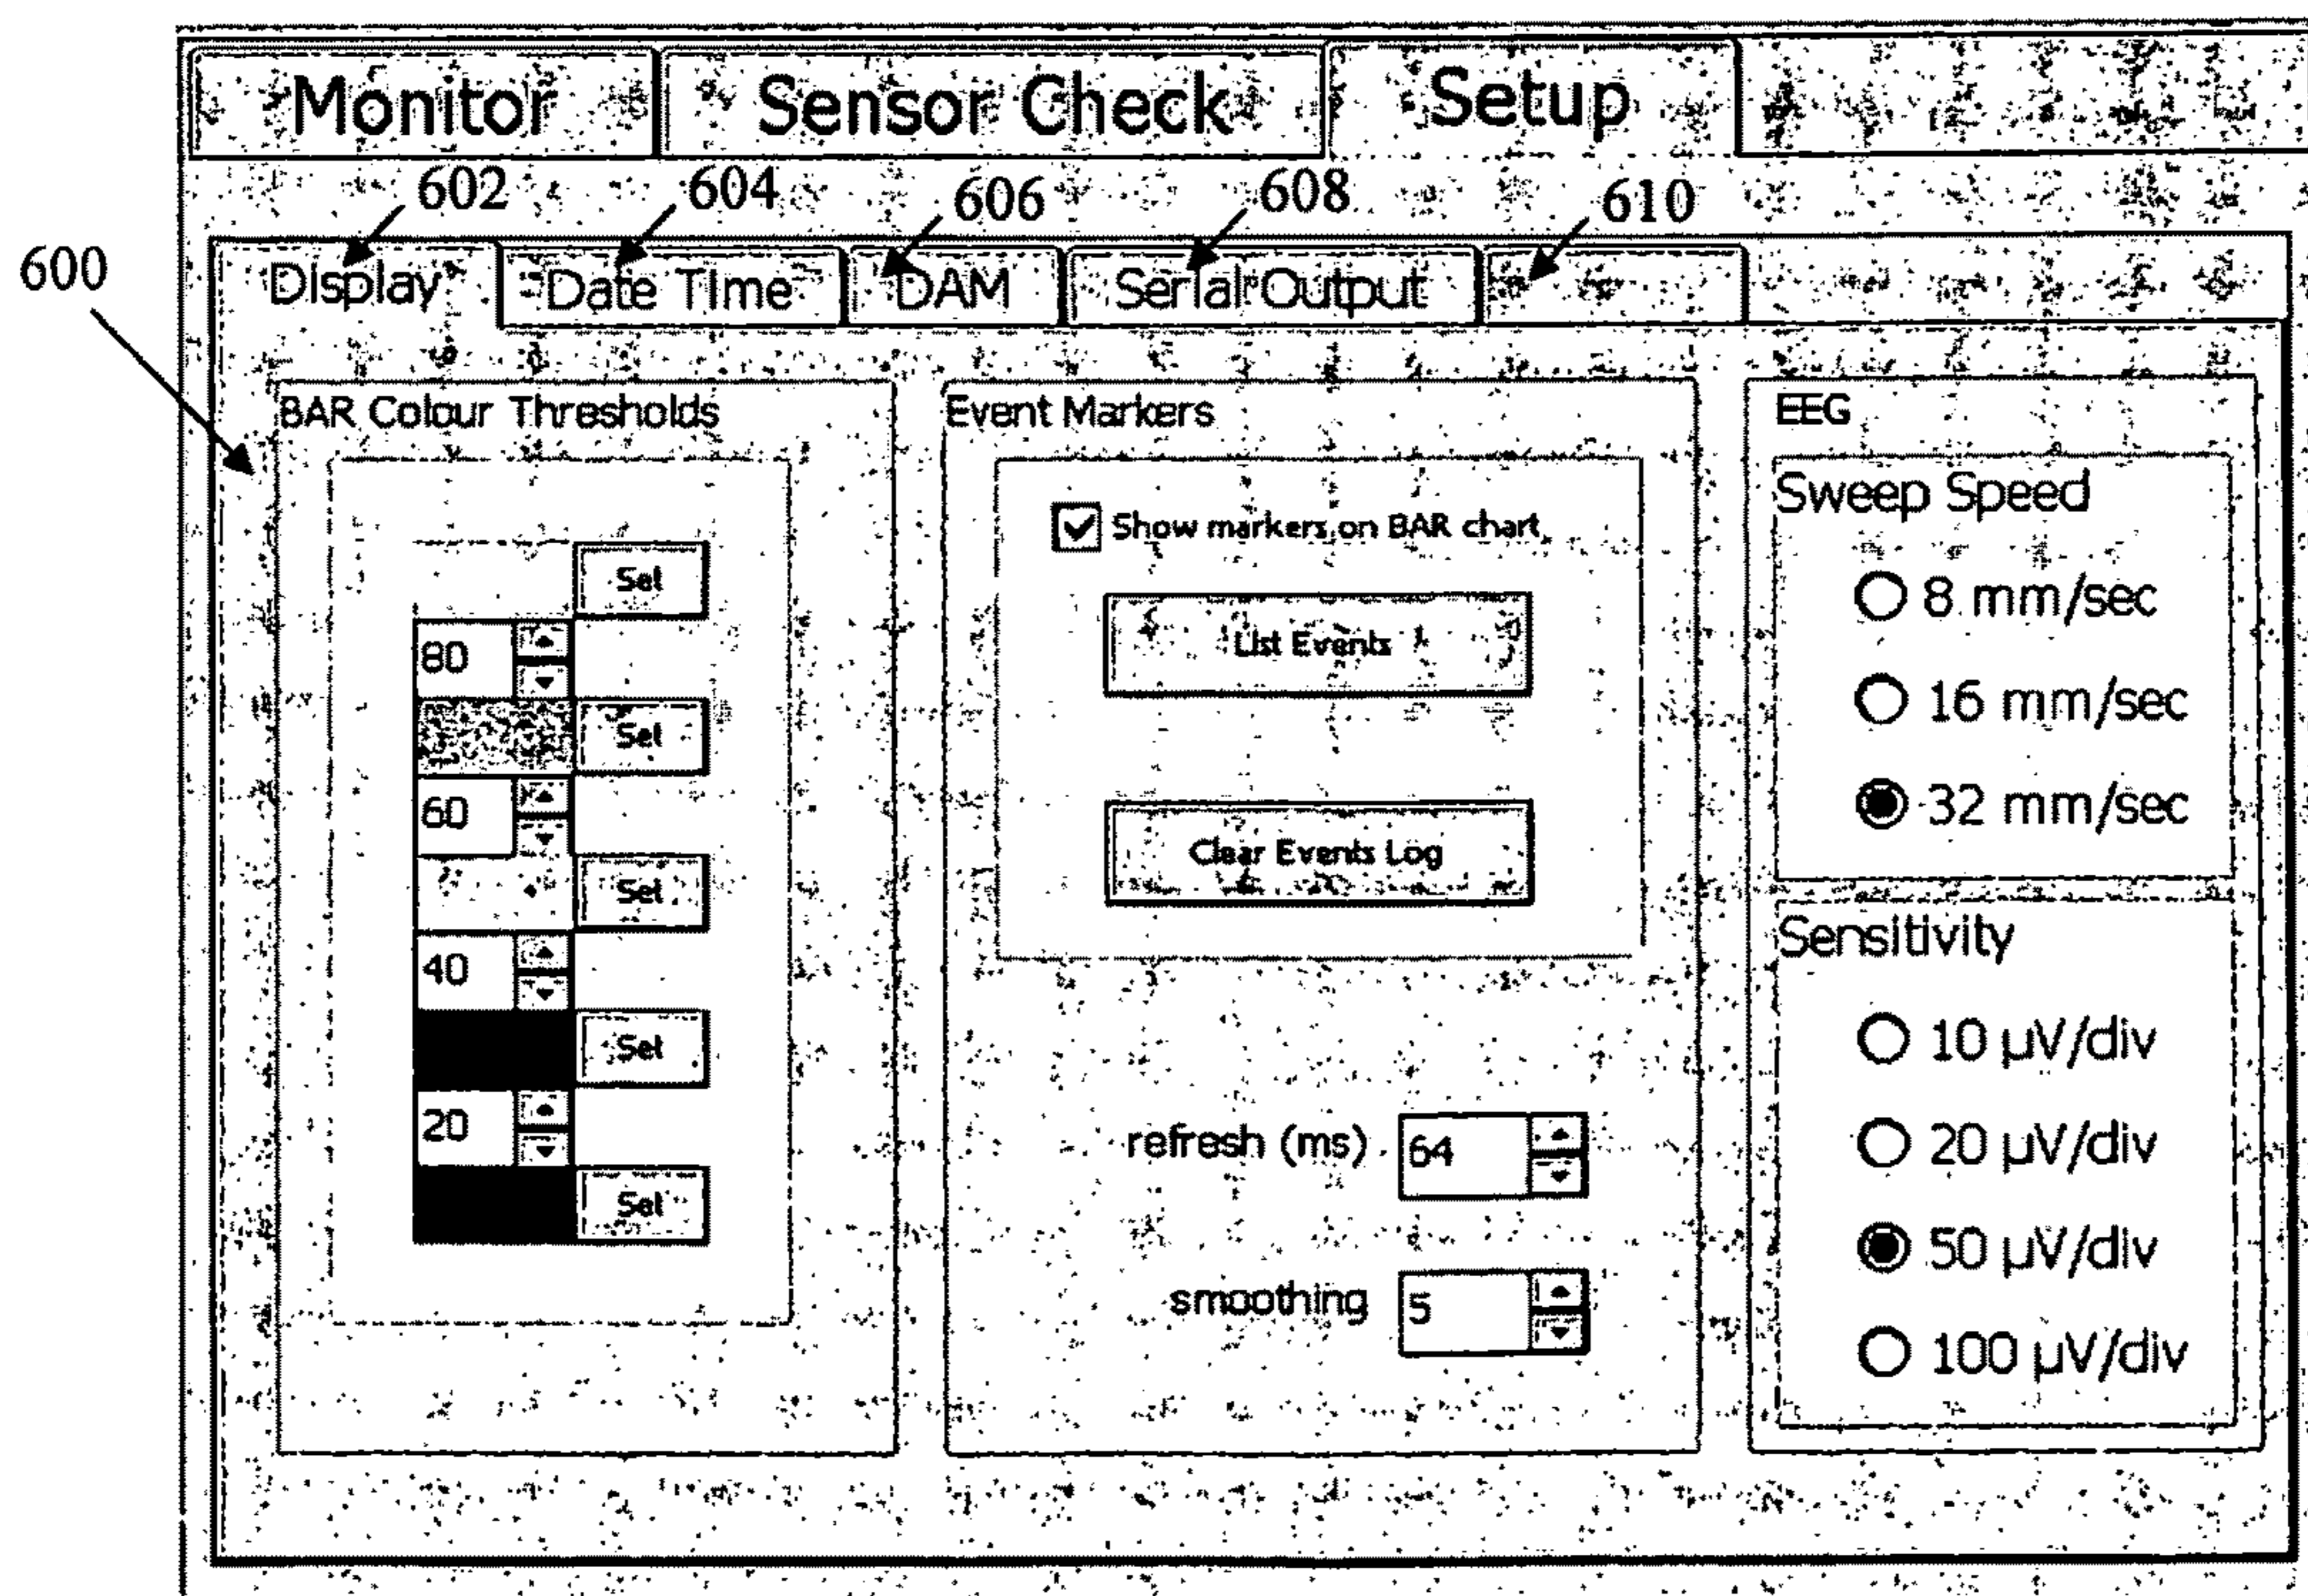 Monitor Sensor Check Setup
602 604 606 608 610
600
Display Date Time DAM Serial Output
BAR Colour Thresholds
Sel
80
Sel
60
Sel
40
Sel
20
Sel
Event Markers
Show markers on BAR chart
List Events
Clear Events Log
refresh (ms) 64
smoothing 5
EEG
Sweep Speed
8 mm/sec
16 mm/sec
32 mm/sec
Sensitivity
10 µV/div
20 µV/div
50 µV/div
100 µV/div